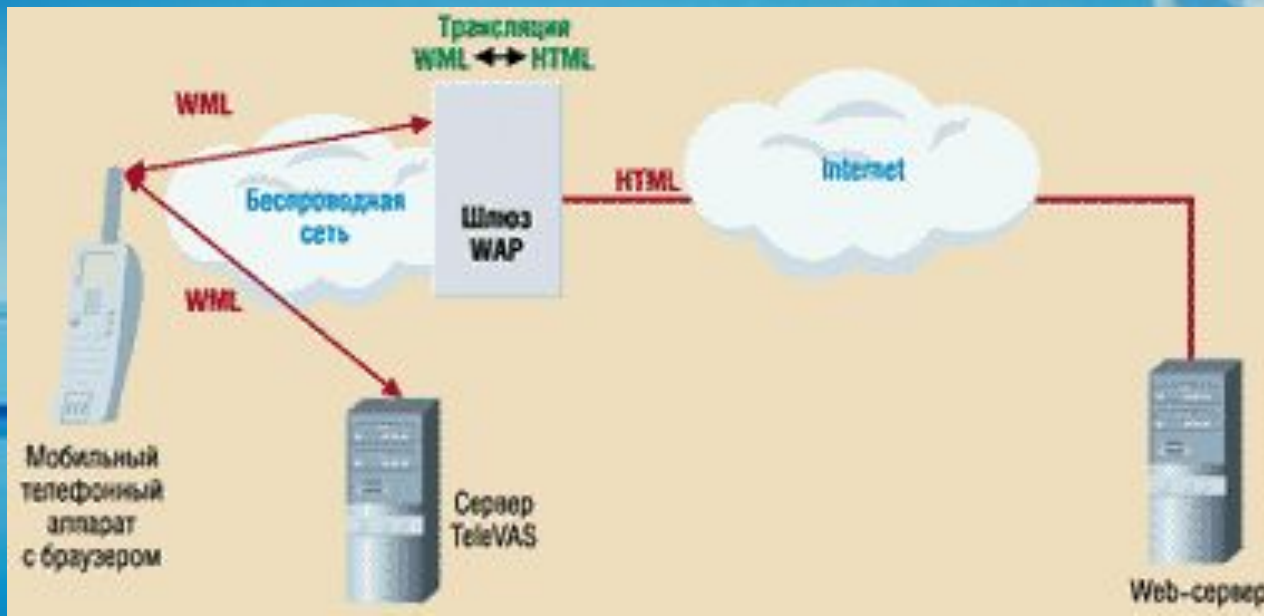 Трансляция
WML ↔ HTML
WML
Беспроводная
сеть
Шлюз
WAP
HTML
Internet
WML
Мобильный
телефонный
аппарат
с браузером
Сервер
TeleVAS
Web-сервер